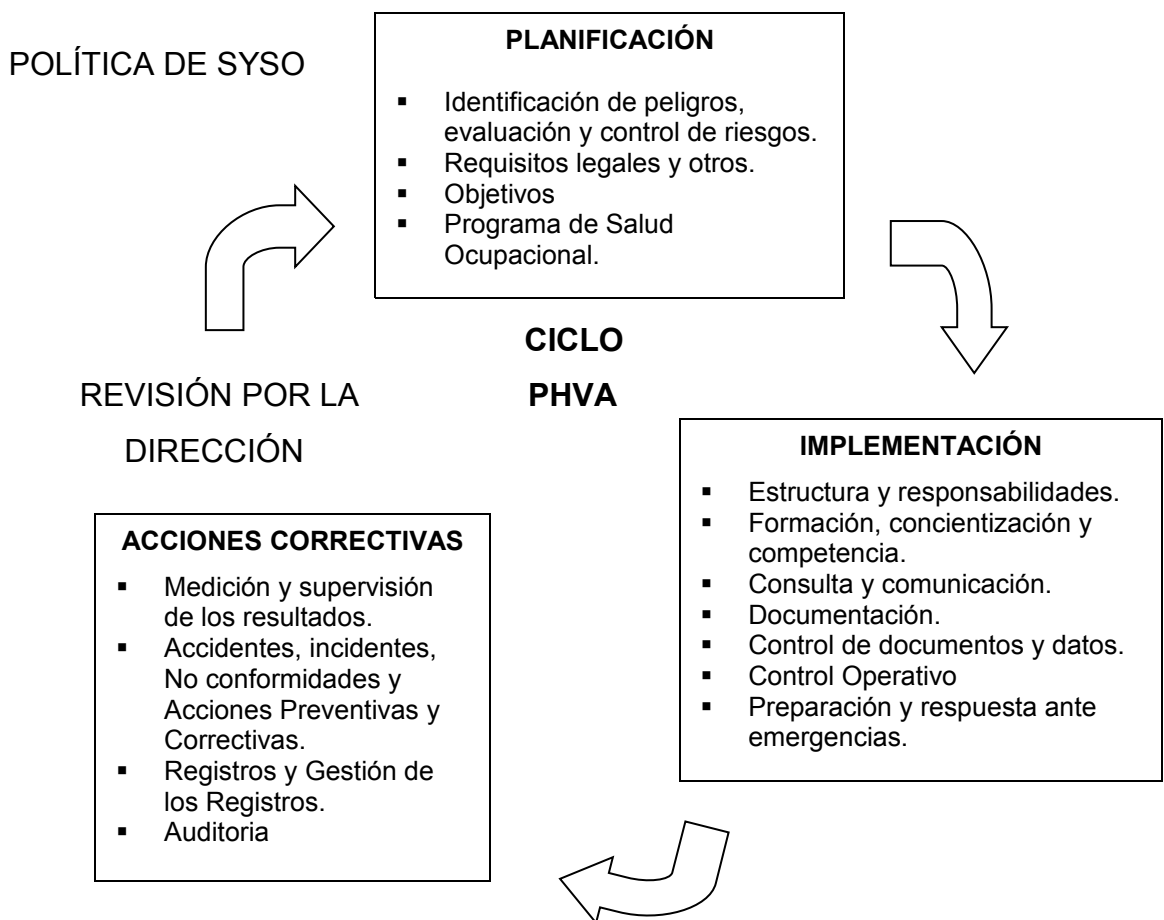 POLÍTICA DE SYSO
PLANIFICACIÓN
▪ Identificación de peligros,
evaluación y control de riesgos.
▪ Requisitos legales y otros.
▪ Objetivos
▪ Programa de Salud
Ocupacional.
CICLO
PHVA
REVISIÓN POR LA
DIRECCIÓN
IMPLEMENTACIÓN
▪ Estructura y responsabilidades.
▪ Formación, concientización y
competencia.
▪ Consulta y comunicación.
▪ Documentación.
▪ Control de documentos y datos.
▪ Control Operativo
▪ Preparación y respuesta ante
emergencias.
ACCIONES CORRECTIVAS
▪ Medición y supervisión
de los resultados.
▪ Accidentes, incidentes,
No conformidades y
Acciones Preventivas y
Correctivas.
▪ Registros y Gestión de
los Registros.
▪ Auditoria